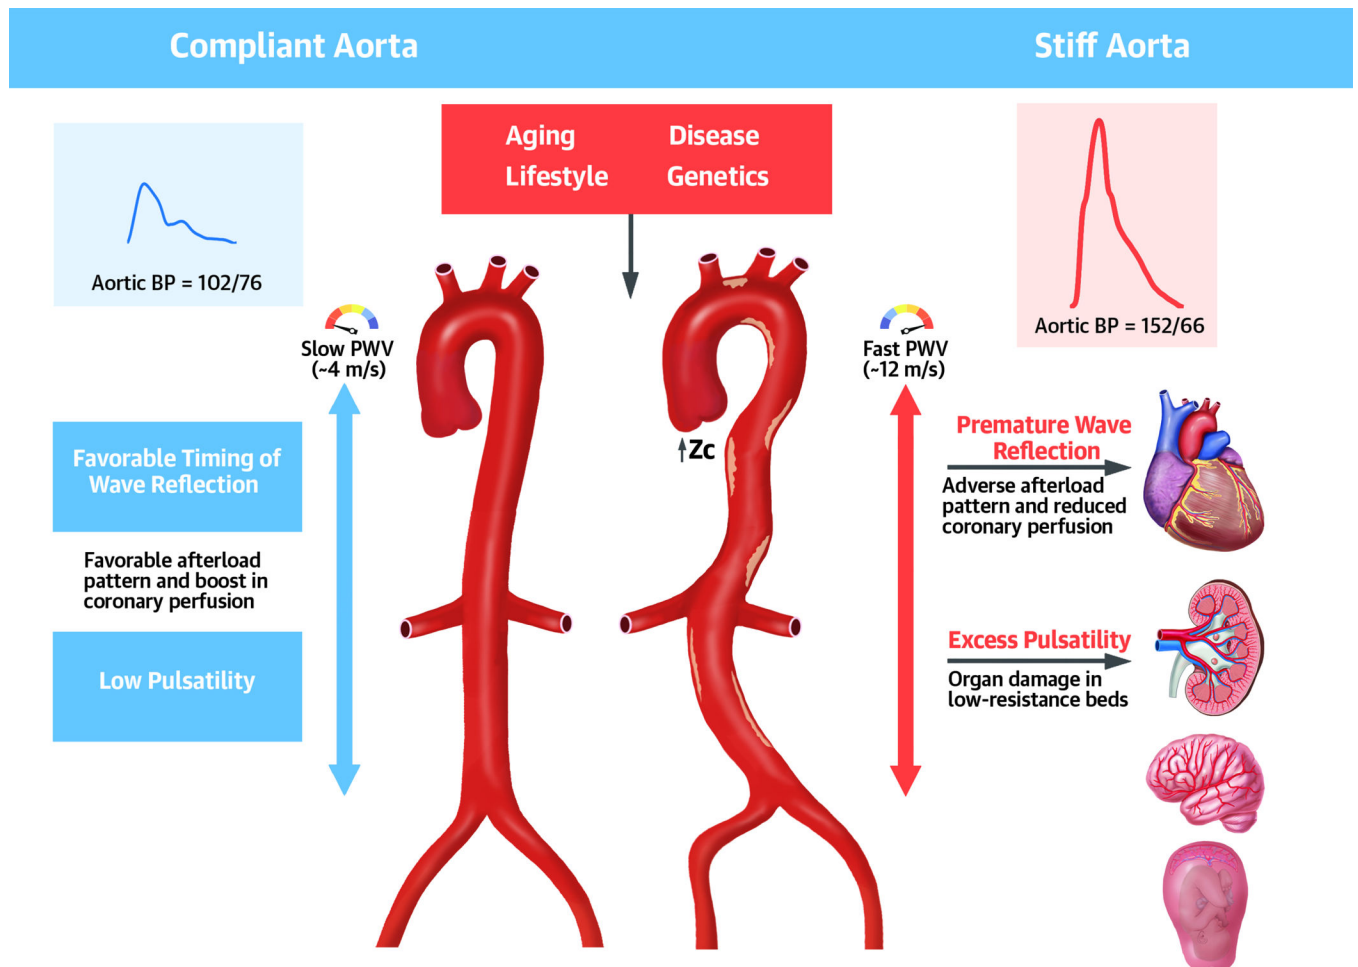 Compliant Aorta
Stiff Aorta
Aging Disease
Lifestyle Genetics
Aortic BP = 102/76
Aortic BP = 152/66
Slow PWV
(~4 m/s)
Fast PWV
(~12 m/s)
↑Zc
Favorable Timing of
Wave Reflection
Favorable afterload
pattern and boost in
coronary perfusion
Low Pulsatility
Premature Wave
Reflection
Adverse afterload
pattern and reduced
coronary perfusion
Excess Pulsatility
Organ damage in
low-resistance beds